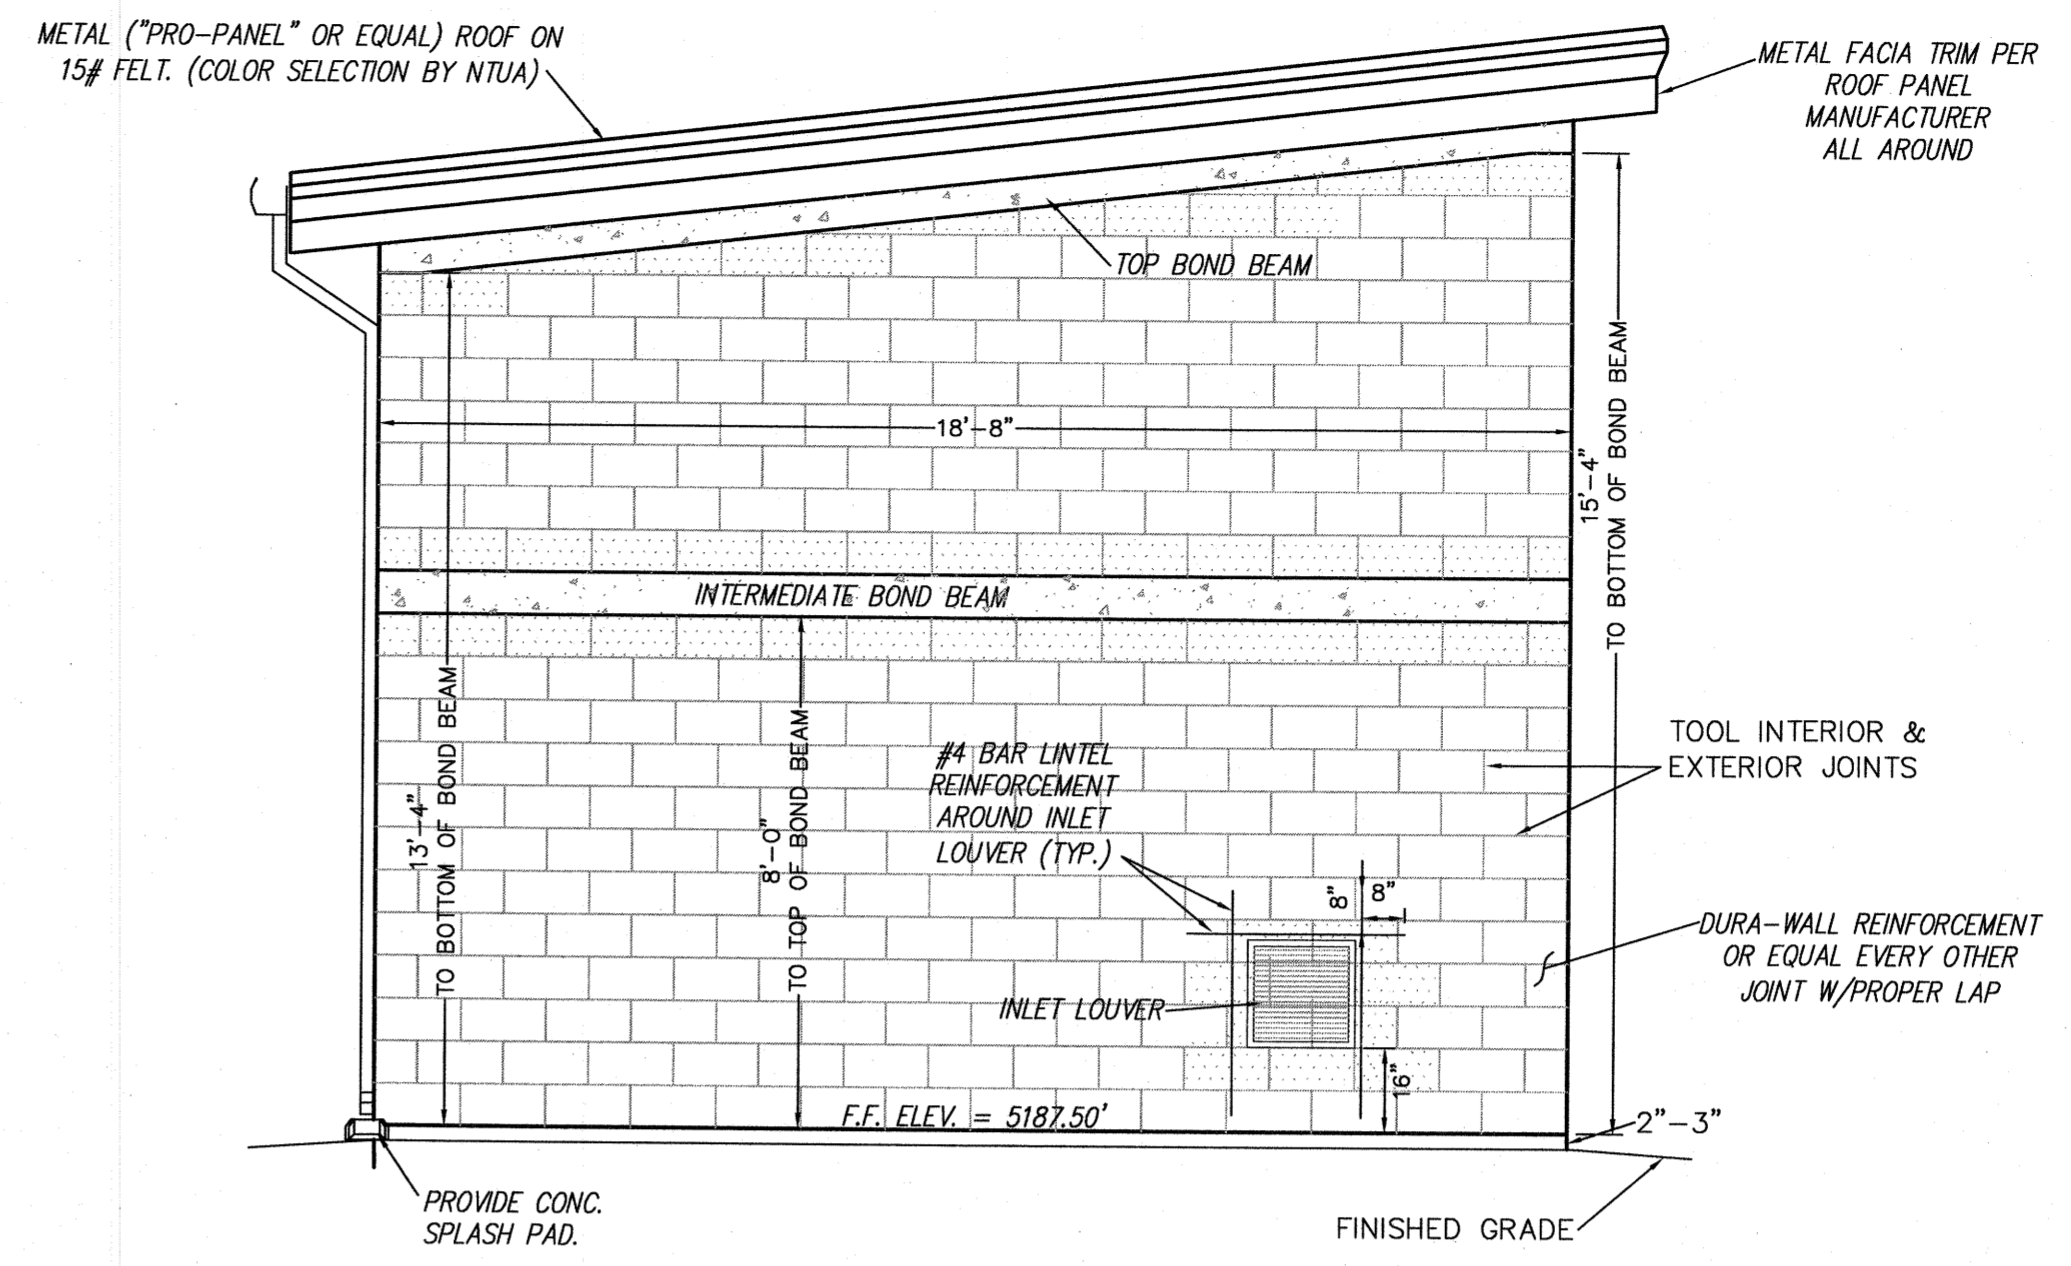 METAL ("PRO-PANEL" OR EQUAL) ROOF ON
15# FELT. (COLOR SELECTION BY NTUA)
METAL FACIA TRIM PER
ROOF PANEL
MANUFACTURER
ALL AROUND
TOP BOND BEAM
18'-8"
15'-4"
TO BOTTOM OF BOND BEAM
INTERMEDIATE BOND BEAM
13'-4"
TO BOTTOM OF BOND BEAM
8'-0"
TO TOP OF BOND BEAM
#4 BAR LINTEL
REINFORCEMENT
AROUND INLET
LOUVER (TYP.)
8"
8"
TOOL INTERIOR &
EXTERIOR JOINTS
DURA-WALL REINFORCEMENT
OR EQUAL EVERY OTHER
JOINT W/PROPER LAP
INLET LOUVER
16"
F.F. ELEV. = 5187.50'
2"-3"
PROVIDE CONC.
SPLASH PAD.
FINISHED GRADE